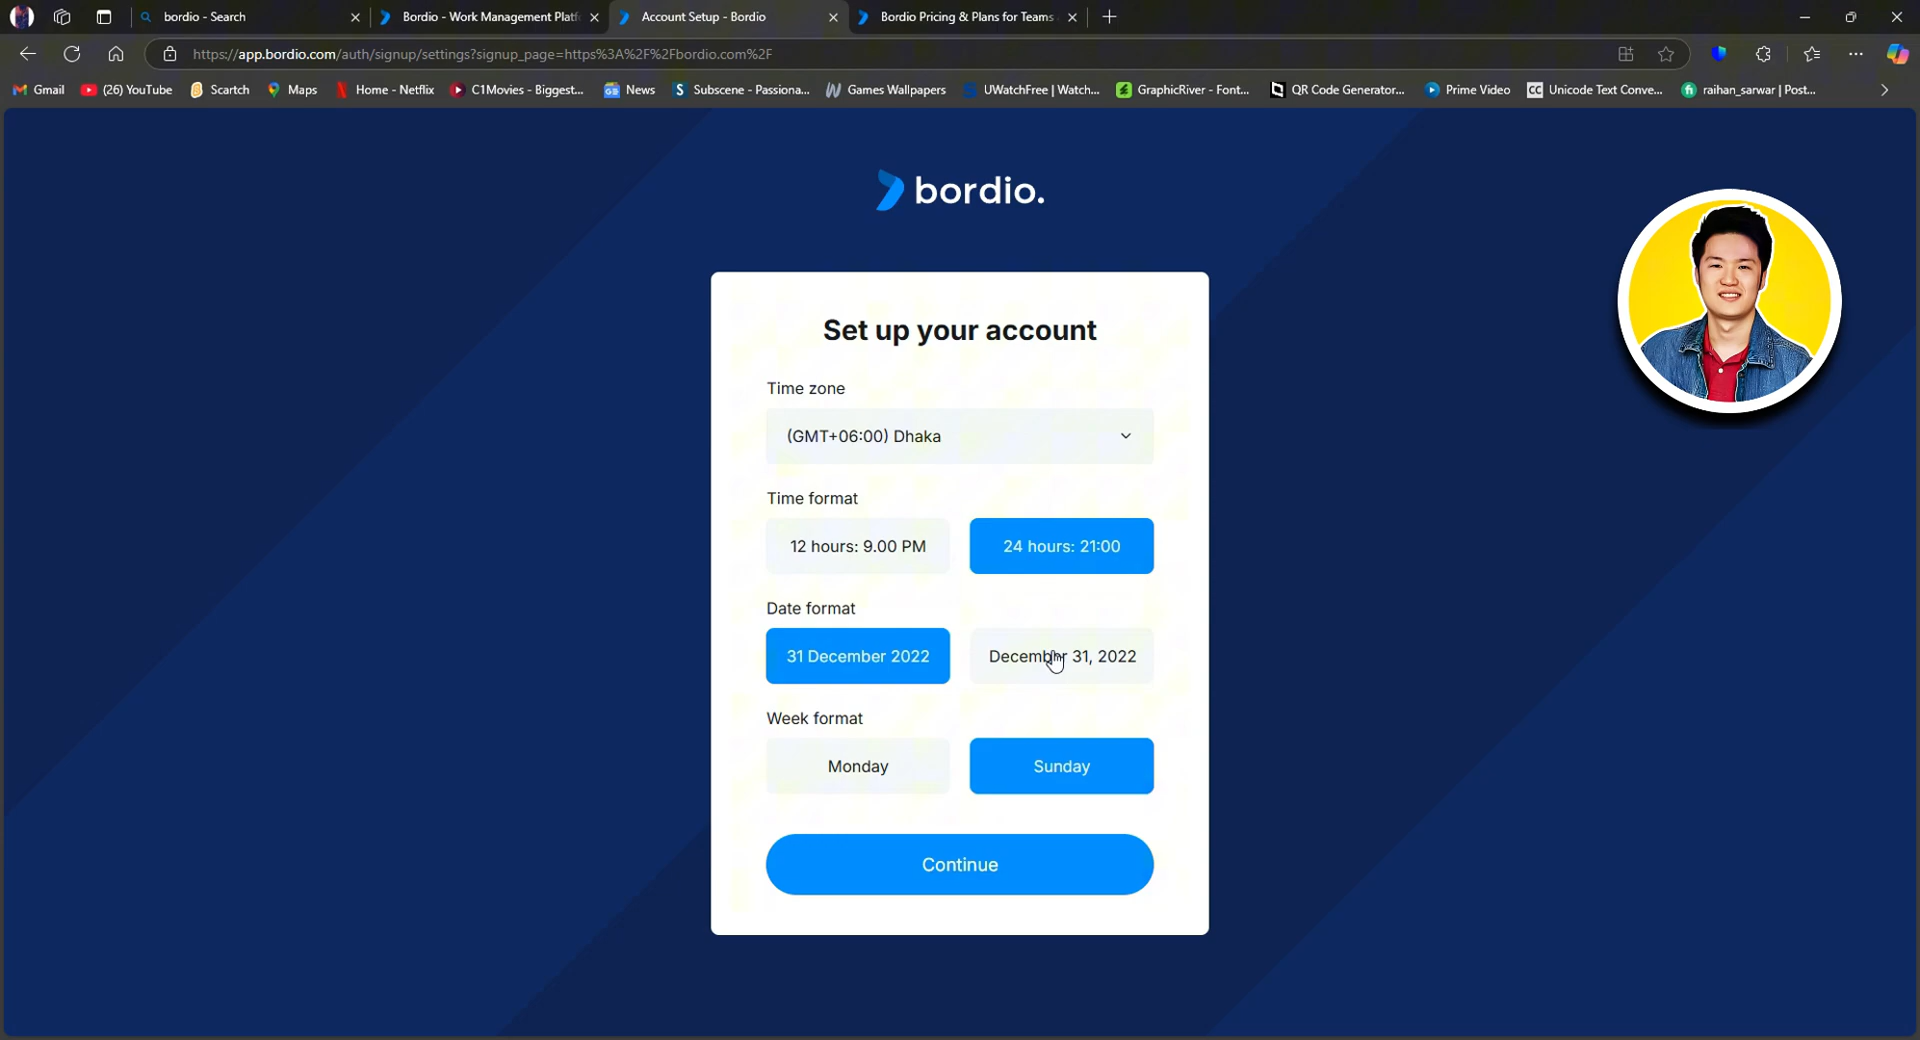 bordio - Search
Bordio - Work Management Platf
Account Setup - Bordio
Bordio Pricing & Plans for Teams
https://app.bordio.com/auth/signup/settings?signup_page=https%3A%2F%2Fbordio.com%2F
Gmail
(26) YouTube
Scartch
Maps
Home - Netflix
C1Movies - Biggest...
News
Subscene - Passiona...
Games Wallpapers
UWatchFree | Watch...
GraphicRiver - Font...
QR Code Generator...
Prime Video
Unicode Text Conve...
raihan_sarwar | Post...
bordio.
Set up your account
Time zone
(GMT+06:00) Dhaka
Time format
12 hours: 9.00 PM
24 hours: 21:00
Date format
31 December 2022
December 31, 2022
Week format
Monday
Sunday
Continue